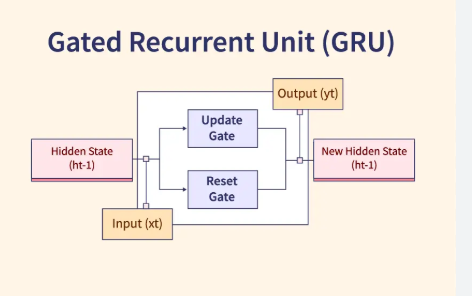 Gated Recurrent Unit (GRU)
Output (yt)
Update
Gate
Hidden State
(ht-1)
New Hidden State
(ht-1)
Reset
Gate
Input (xt)